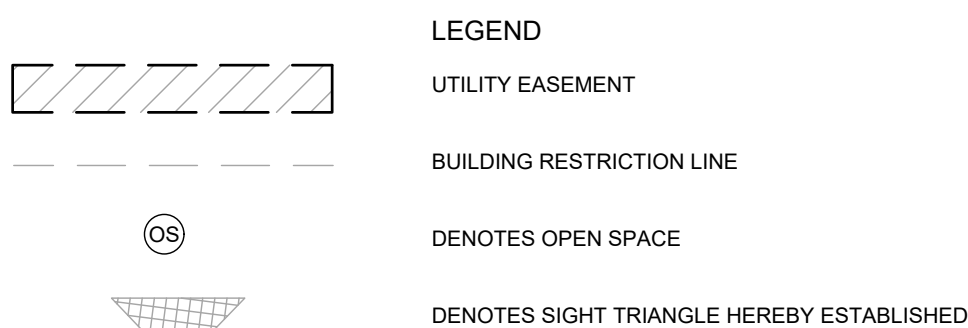 LEGEND
UTILITY EASEMENT
BUILDING RESTRICTION LINE
OS DENOTES OPEN SPACE
DENOTES SIGHT TRIANGLE HEREBY ESTABLISHED